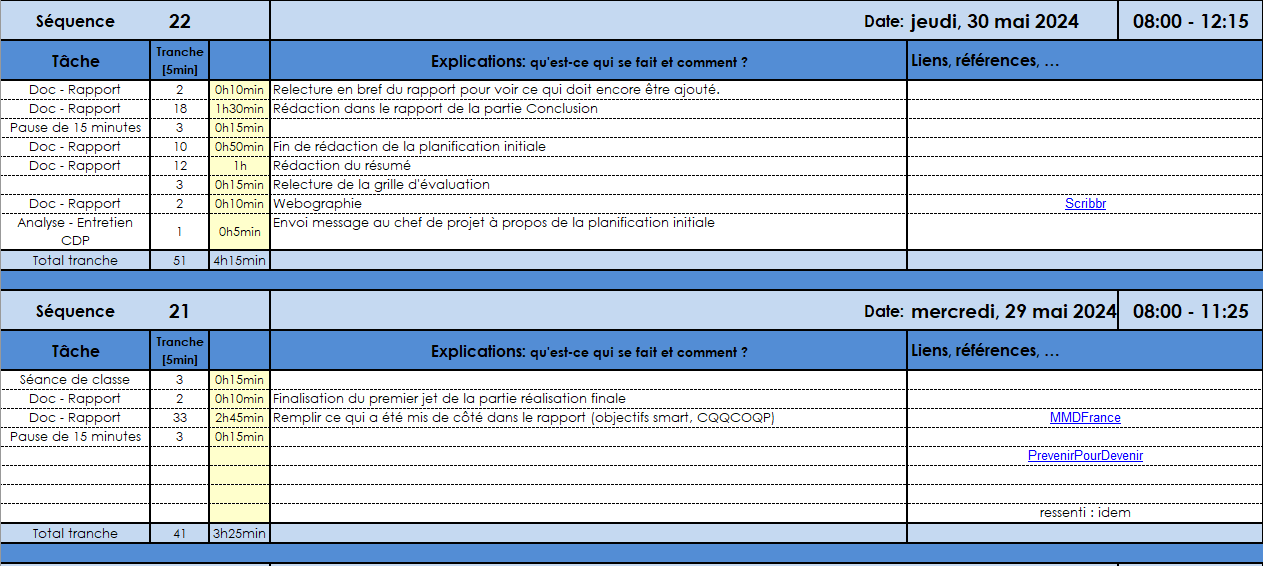 Séquence 22 Date: jeudi, 30 mai 2024 08:00 - 12:15
Tâche Tranche [5min] Explications: qu'est-ce qui se fait et comment ? Liens, références, ...
Doc - Rapport 2 0h10min Relecture en bref du rapport pour voir ce qui doit encore être ajouté.
Doc - Rapport 18 1h30min Rédaction dans le rapport de la partie Conclusion
Pause de 15 minutes 3 0h15min
Doc - Rapport 10 0h50min Fin de rédaction de la planification initiale
Doc - Rapport 12 1h Rédaction du résumé
3 0h15min Relecture de la grille d'évaluation
Doc - Rapport 2 0h10min Webographie Scribbr
Analyse - Entretien CDP 1 0h5min Envoi message au chef de projet à propos de la planification initiale
Total tranche 51 4h15min
Séquence 21 Date: mercredi, 29 mai 2024 08:00 - 11:25
Tâche Tranche [5min] Explications: qu'est-ce qui se fait et comment ? Liens, références, ...
Séance de classe 3 0h15min
Doc - Rapport 2 0h10min Finalisation du premier jet de la partie réalisation finale
Doc - Rapport 33 2h45min Remplir ce qui a été mis de côté dans le rapport (objectifs smart, CQQCOQP) MMDFrance
Pause de 15 minutes 3 0h15min
PrevenirPourDevenir
ressenti : idem
Total tranche 41 3h25min